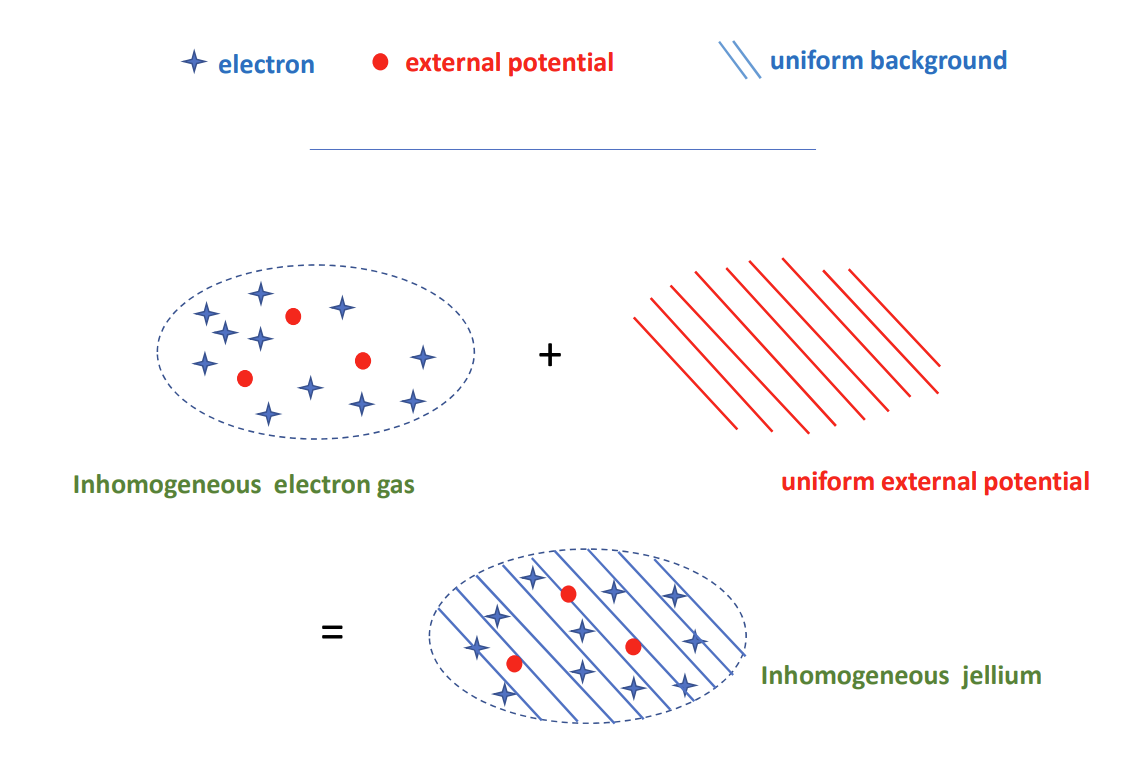 electron
external potential
uniform background
+
Inhomogeneous electron gas
uniform external potential
=
Inhomogeneous jellium